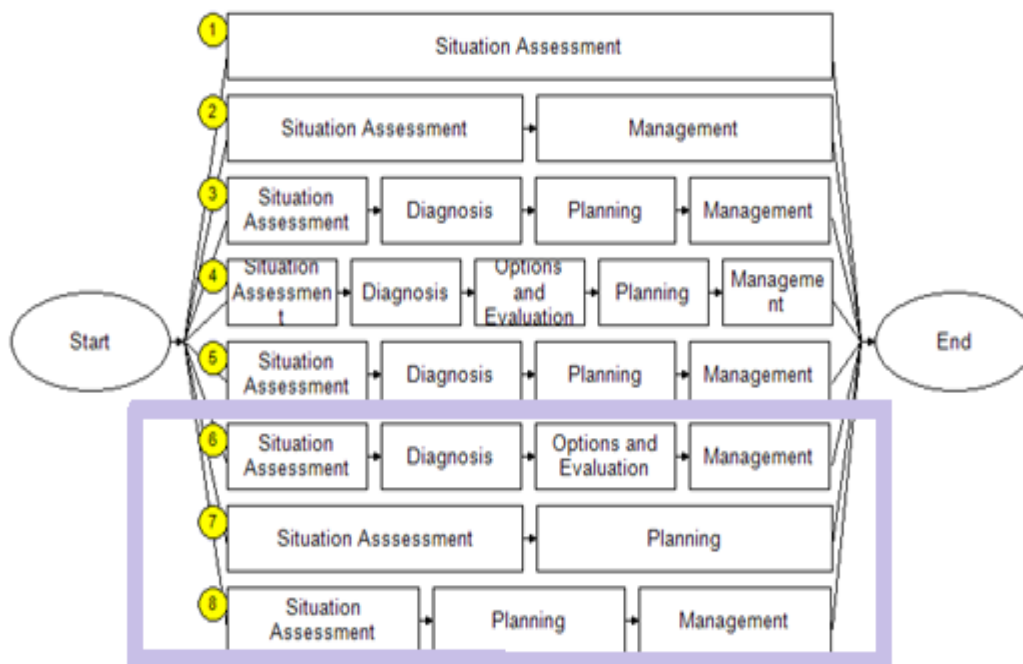 1
Situation Assessment
2
Situation Assessment
Management
3
Situation
Assessment
Diagnosis
Planning
Management
4
Situation
Assessmen
t
Diagnosis
Options
and
Evaluation
Planning
Manageme
nt
Start
End
5
Situation
Assessment
Diagnosis
Planning
Management
6
Situation
Assessment
Diagnosis
Options and
Evaluation
Management
7
Situation Asssessment
Planning
8
Situation
Assessment
Planning
Management